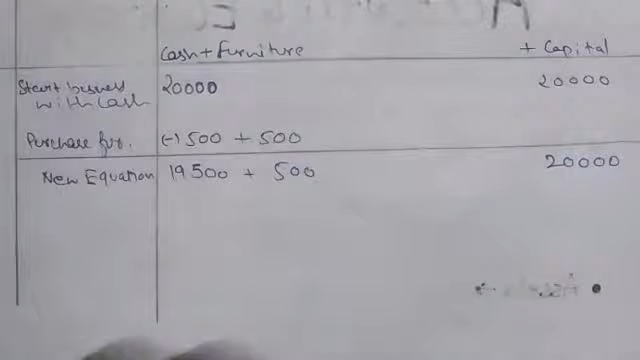 Cash + Furniture + Capital
Start business 20000 20000
with Cash
Purchase fur. (-) 500 + 500
New Equation 19500 + 500 20000